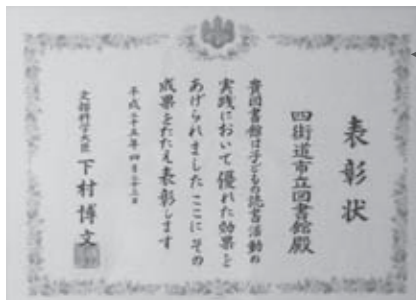 表彰状
四街道市立図書館殿
貴図書館は子どもの読書活動の
実践において優れた効果を
あげられましたここにその
成果をたたえ表彰します
平成二十五年四月二十三日
文部科学大臣 下村博文